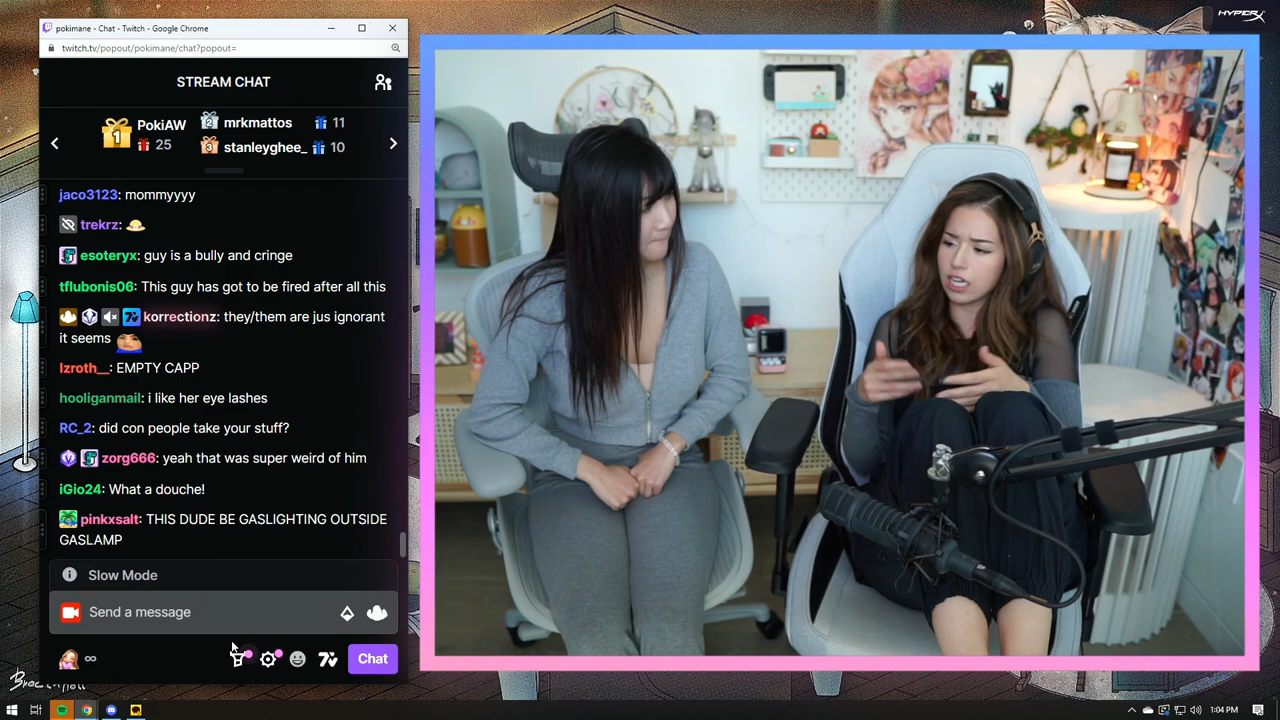 pokimane - Chat - Twitch - Google Chrome
twitch.tv/popout/pokimane/chat?popout=
HYPERX
STREAM CHAT
1 PokiAW 25
2 mrkmattos 11
3 stanleyghee_ 10
jaco3123: mommyyyy
trekrz:
esoteryx: guy is a bully and cringe
tflubonis06: This guy has got to be fired after all this
korrectionz: they/them are jus ignorant
it seems
lzroth__: EMPTY CAPP
hooliganmail: i like her eye lashes
RC_2: did con people take your stuff?
zorg666: yeah that was super weird of him
iGio24: What a douche!
pinkxsalt: THIS DUDE BE GASLIGHTING OUTSIDE
GASLAMP
Slow Mode
Send a message
Chat
1:04 PM